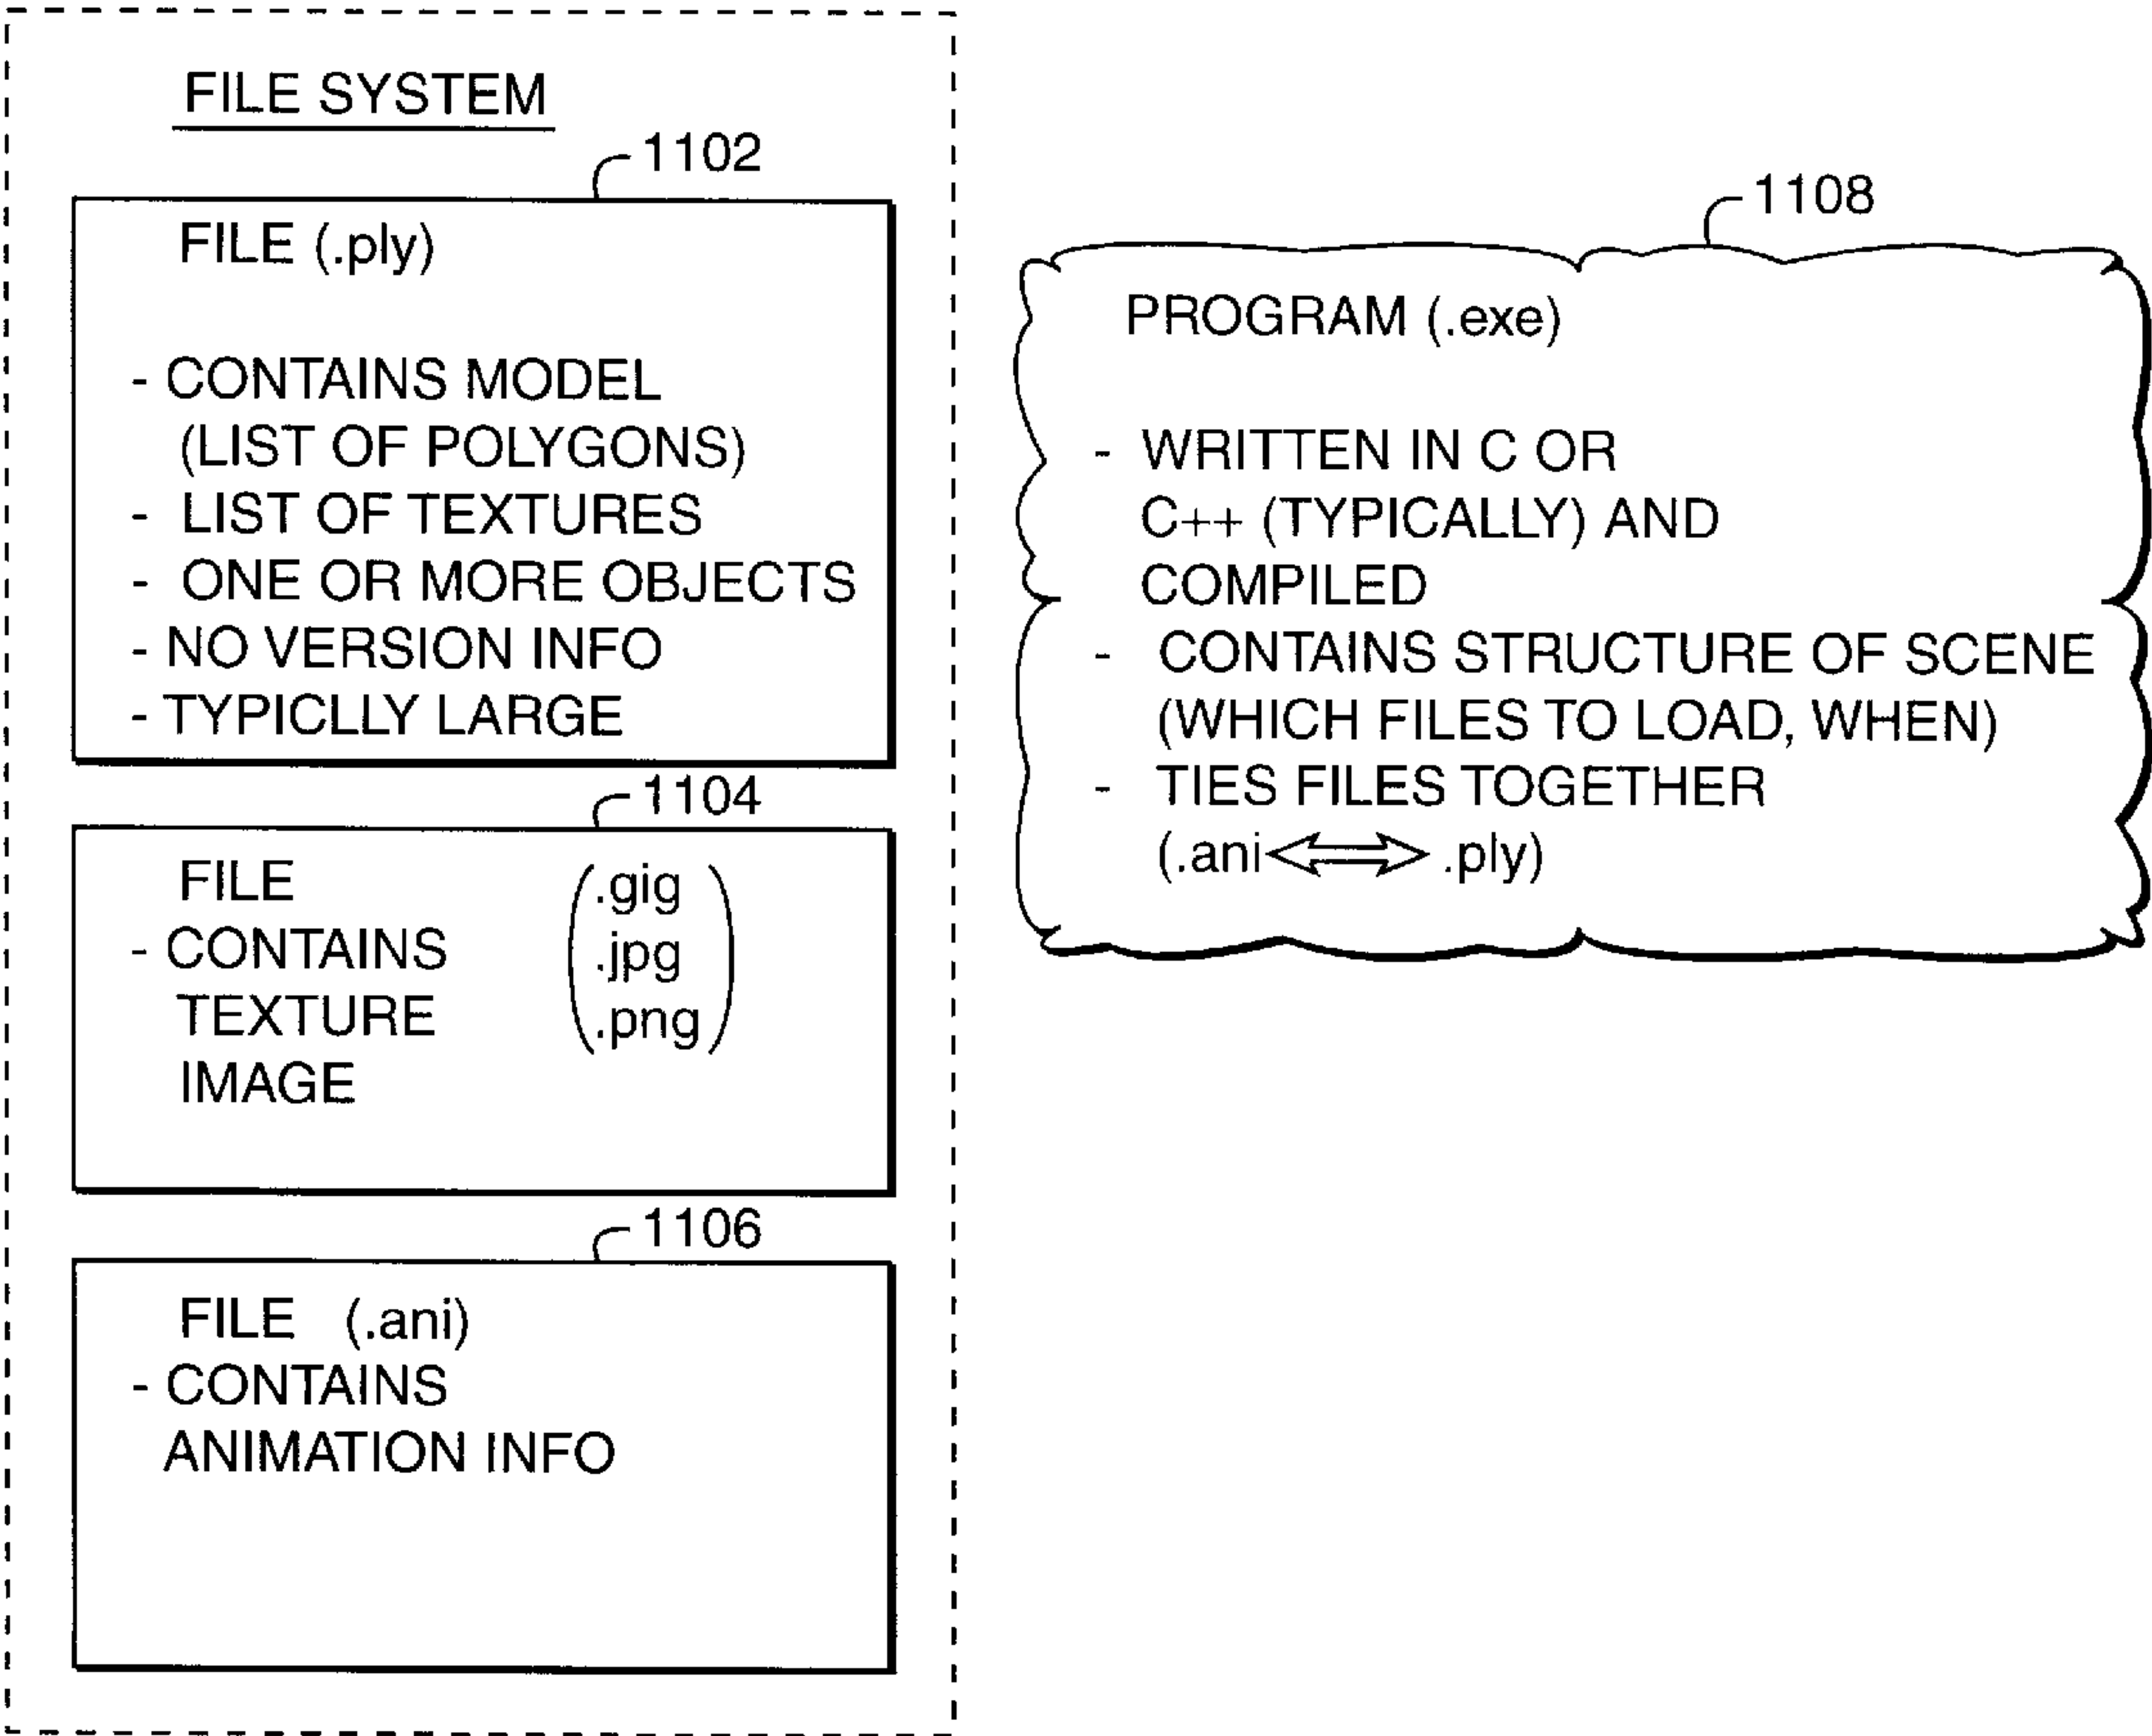 FILE SYSTEM
1102
FILE (.ply)
- CONTAINS MODEL
(LIST OF POLYGONS)
- LIST OF TEXTURES
- ONE OR MORE OBJECTS
- NO VERSION INFO
- TYPICLLY LARGE
1104
FILE
- CONTAINS
TEXTURE
IMAGE
(.gig
.jpg
.png)
1106
FILE (.ani)
- CONTAINS
ANIMATION INFO
1108
PROGRAM (.exe)
- WRITTEN IN C OR
C++ (TYPICALLY) AND
COMPILED
- CONTAINS STRUCTURE OF SCENE
(WHICH FILES TO LOAD, WHEN)
- TIES FILES TOGETHER
(.ani⟺.ply)